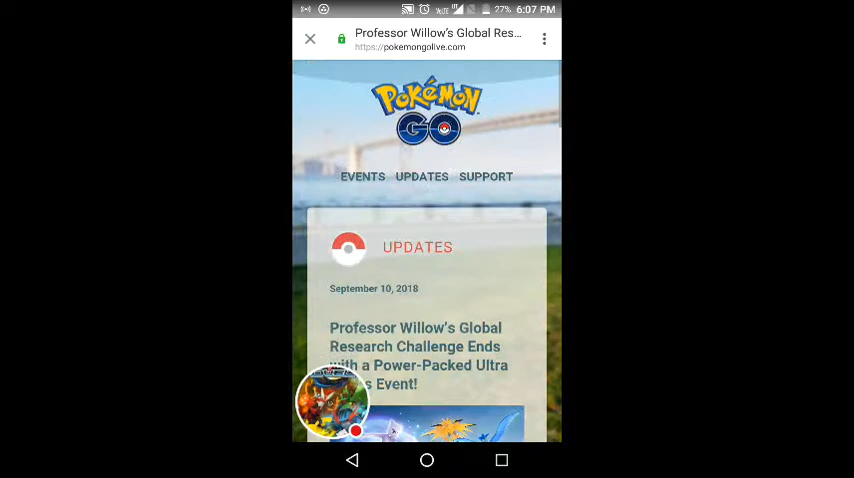 27% 6:07 PM
Professor Willow's Global Res...
https://pokemongolive.com
POKéMON
GO
EVENTS UPDATES SUPPORT
UPDATES
September 10, 2018
Professor Willow's Global
Research Challenge Ends
with a Power-Packed Ultra
s Event!